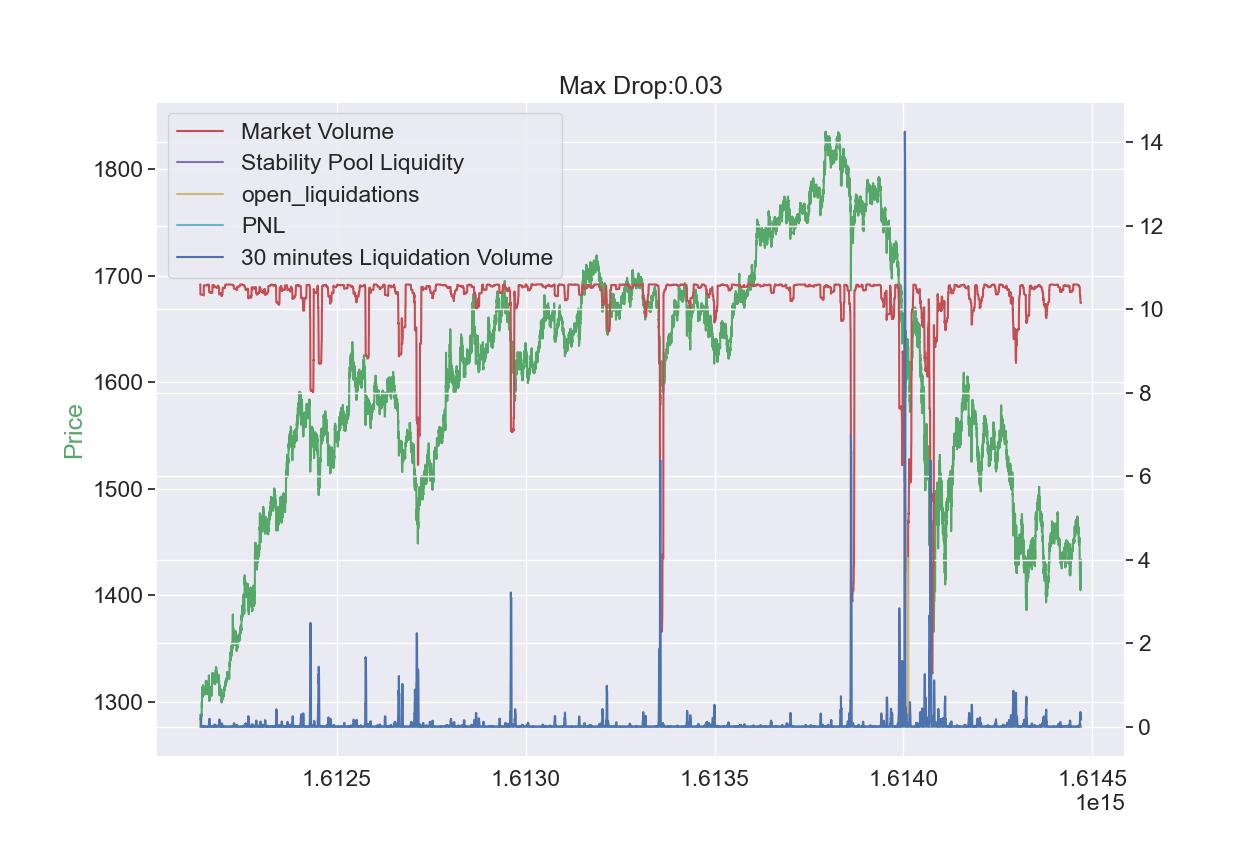 Max Drop:0.03
Market Volume
Stability Pool Liquidity
open_liquidations
PNL
30 minutes Liquidation Volume
Price
1800
1700
1600
1500
1400
1300
14
12
10
8
6
4
2
0
1.6125
1.6130
1.6135
1.6140
1.6145
1e15